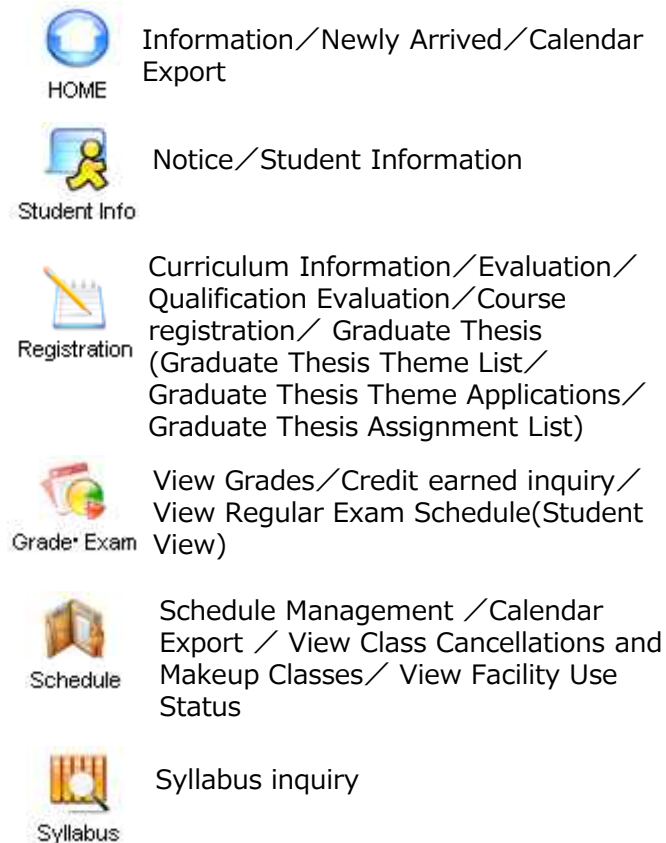 HOME
Information／Newly Arrived／Calendar
Export
Student Info
Notice／Student Information
Registration
Curriculum Information／Evaluation／
Qualification Evaluation／Course
registration／ Graduate Thesis
(Graduate Thesis Theme List／
Graduate Thesis Theme Applications／
Graduate Thesis Assignment List)
Grade･Exam
View Grades／Credit earned inquiry／
View Regular Exam Schedule(Student
View)
Schedule
Schedule Management ／Calendar
Export ／ View Class Cancellations and
Makeup Classes／ View Facility Use
Status
Syllabus
Syllabus inquiry